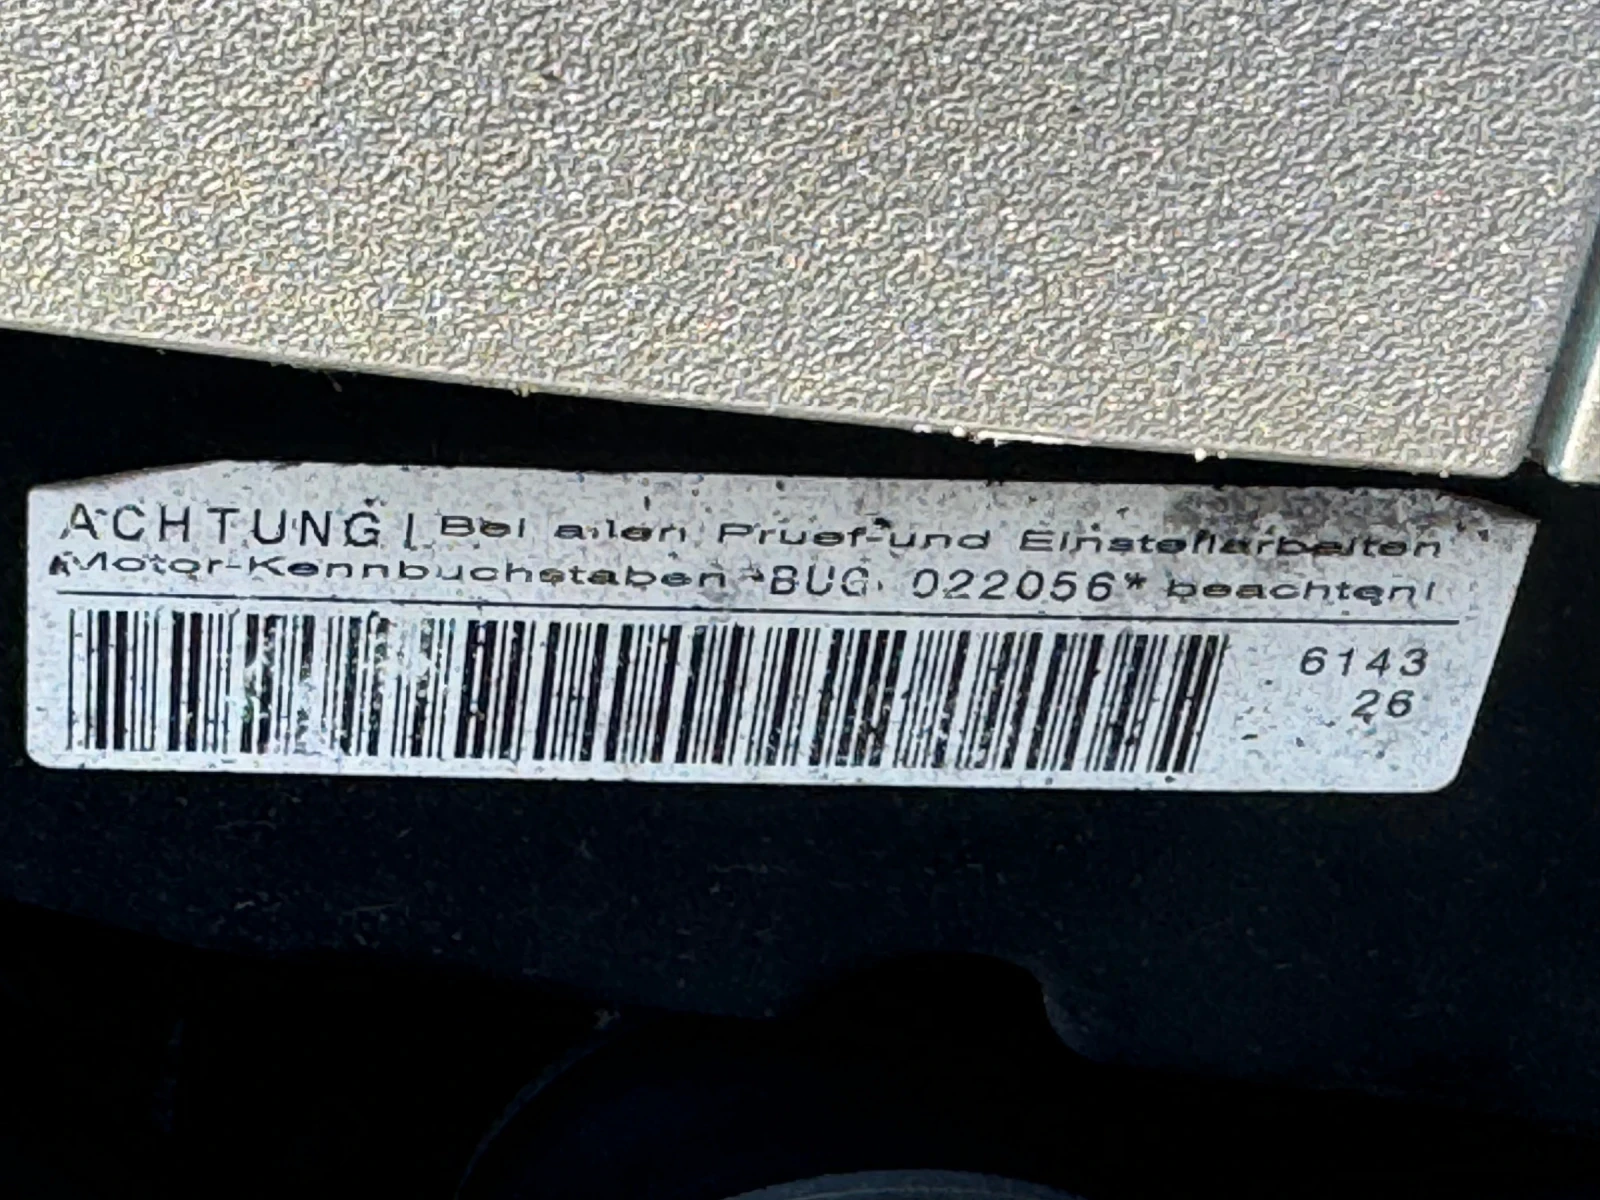 ACHTUNG! Bei allen Pruef-und Einstellarbeiten
Motor-Kennbuchstaben *BUG 022056* beachten!
6143
26